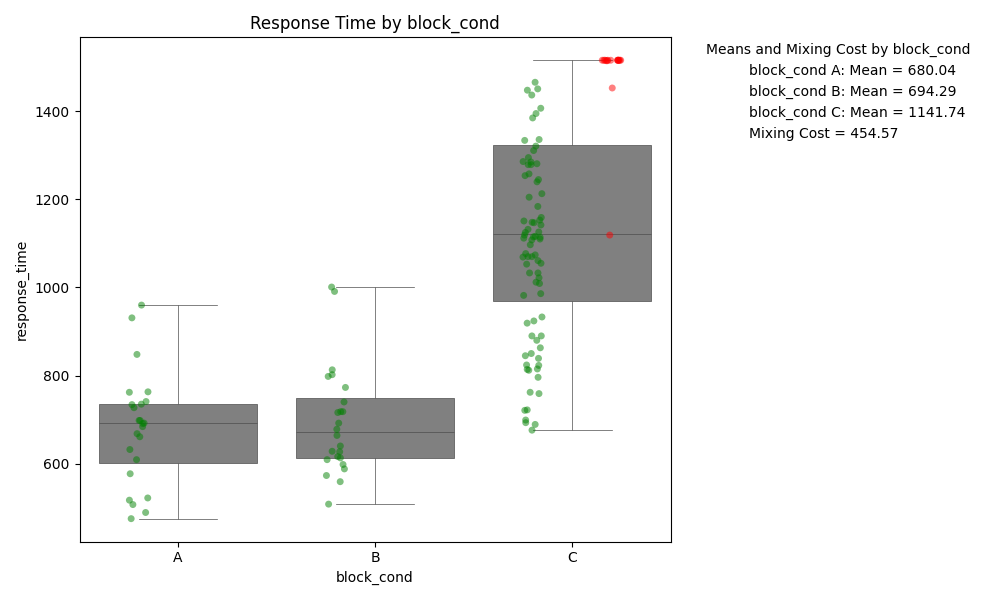 Response Time by block_cond
Means and Mixing Cost by block_cond
block_cond A: Mean = 680.04
block_cond B: Mean = 694.29
block_cond C: Mean = 1141.74
Mixing Cost = 454.57
response_time
1400
1200
1000
800
600
A
B
C
block_cond